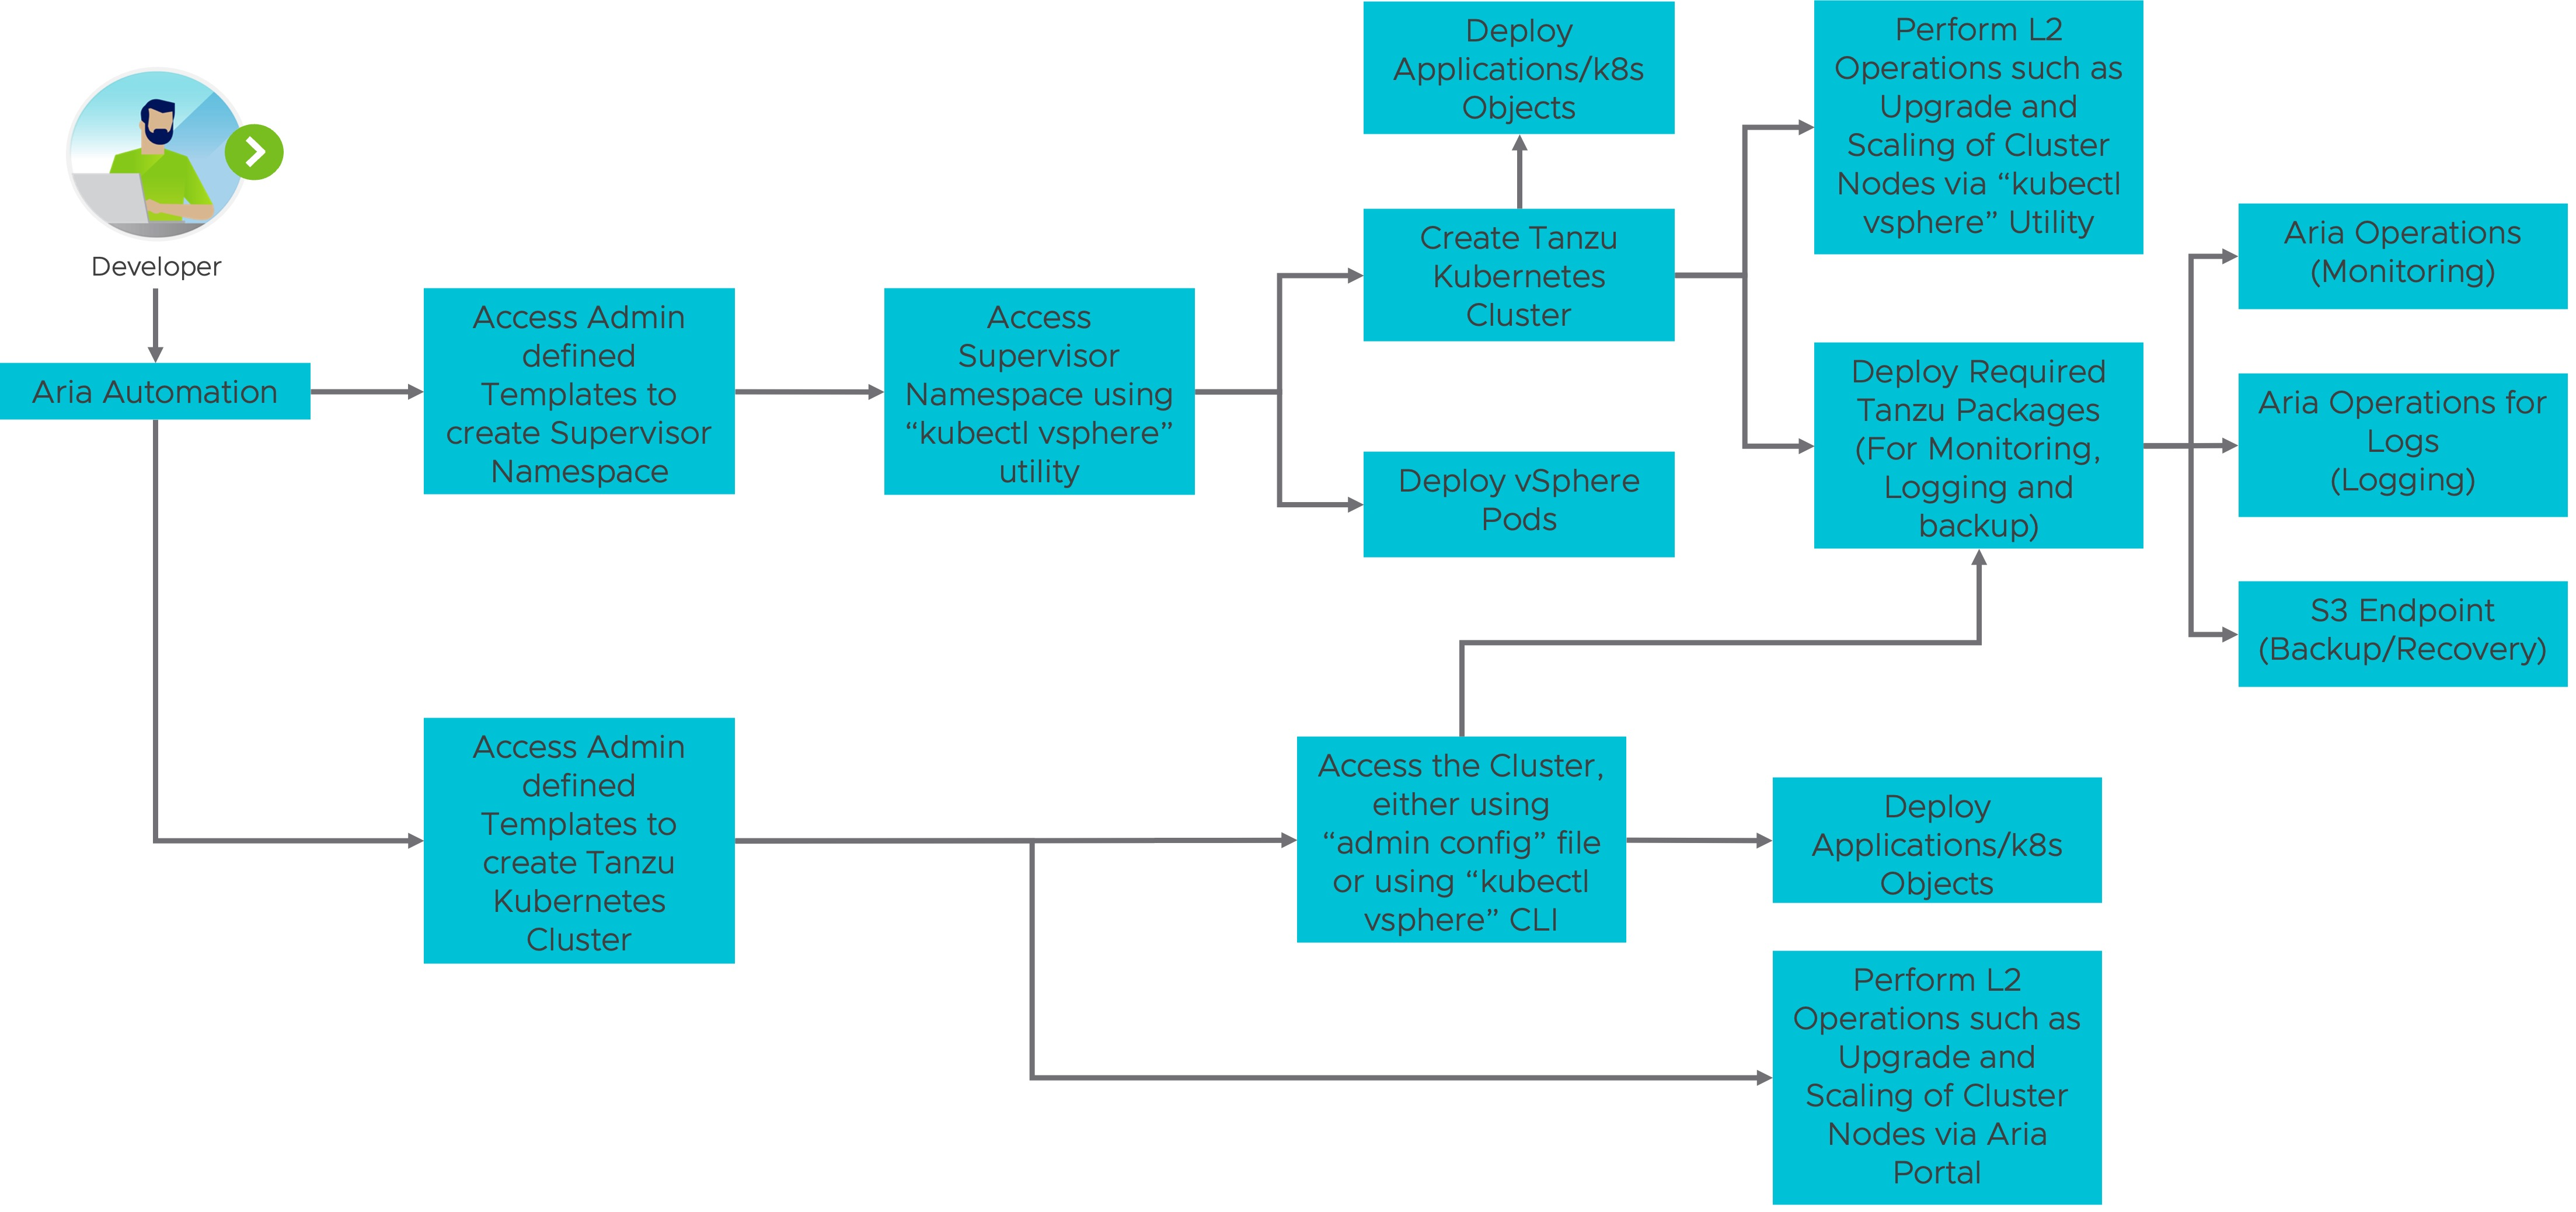 Developer
Aria Automation
Access Admin
defined
Templates to
create Supervisor
Namespace
Access
Supervisor
Namespace using
“kubectl vsphere”
utility
Deploy
Applications/k8s
Objects
Create Tanzu
Kubernetes
Cluster
Deploy vSphere
Pods
Perform L2
Operations such as
Upgrade and
Scaling of Cluster
Nodes via “kubectl
vsphere” Utility
Deploy Required
Tanzu Packages
(For Monitoring,
Logging and
backup)
Aria Operations
(Monitoring)
Aria Operations for
Logs
(Logging)
S3 Endpoint
(Backup/Recovery)
Access Admin
defined
Templates to
create Tanzu
Kubernetes
Cluster
Access the Cluster,
either using
“admin config” file
or using “kubectl
vsphere” CLI
Deploy
Applications/k8s
Objects
Perform L2
Operations such as
Upgrade and
Scaling of Cluster
Nodes via Aria
Portal